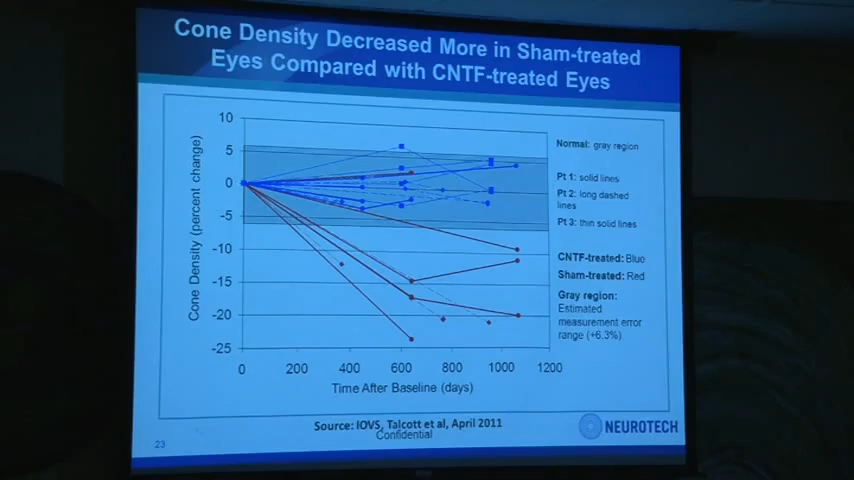 Cone Density Decreased More in Sham-treated
Eyes Compared with CNTF-treated Eyes
10
5
0
-5
-10
-15
-20
-25
Cone Density (percent change)
0 200 400 600 800 1000 1200
Time After Baseline (days)
Normal: gray region
Pt 1: solid lines
Pt 2: long dashed
lines
Pt 3: thin solid lines
CNTF-treated: Blue
Sham-treated: Red
Gray region:
Estimated
measurement error
range (+6.3%)
Source: IOVS, Talcott et al, April 2011
Confidential
23
NEUROTECH